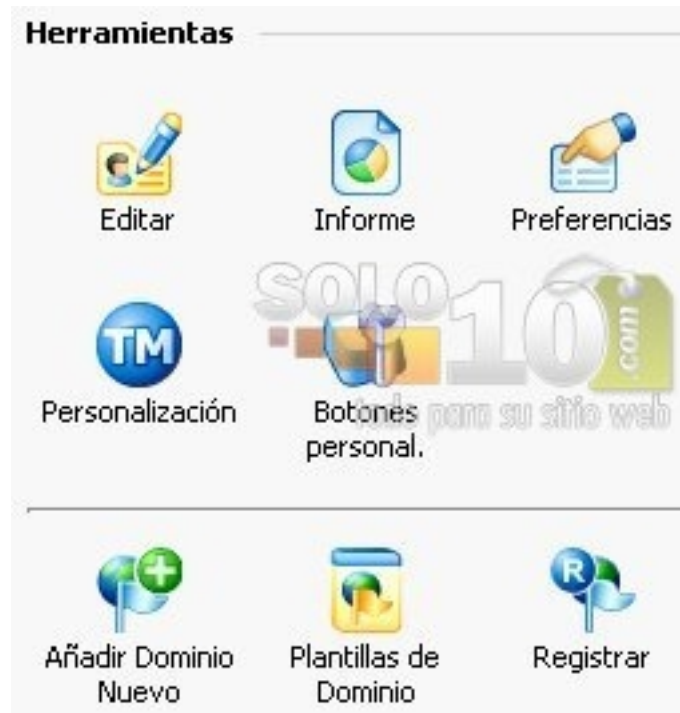 Herramientas
Editar
Informe
Preferencias
SOLO
10
.com
TM
Personalización
Botones
personal.
todo para su sitio web
Añadir Dominio
Nuevo
Plantillas de
Dominio
R
Registrar